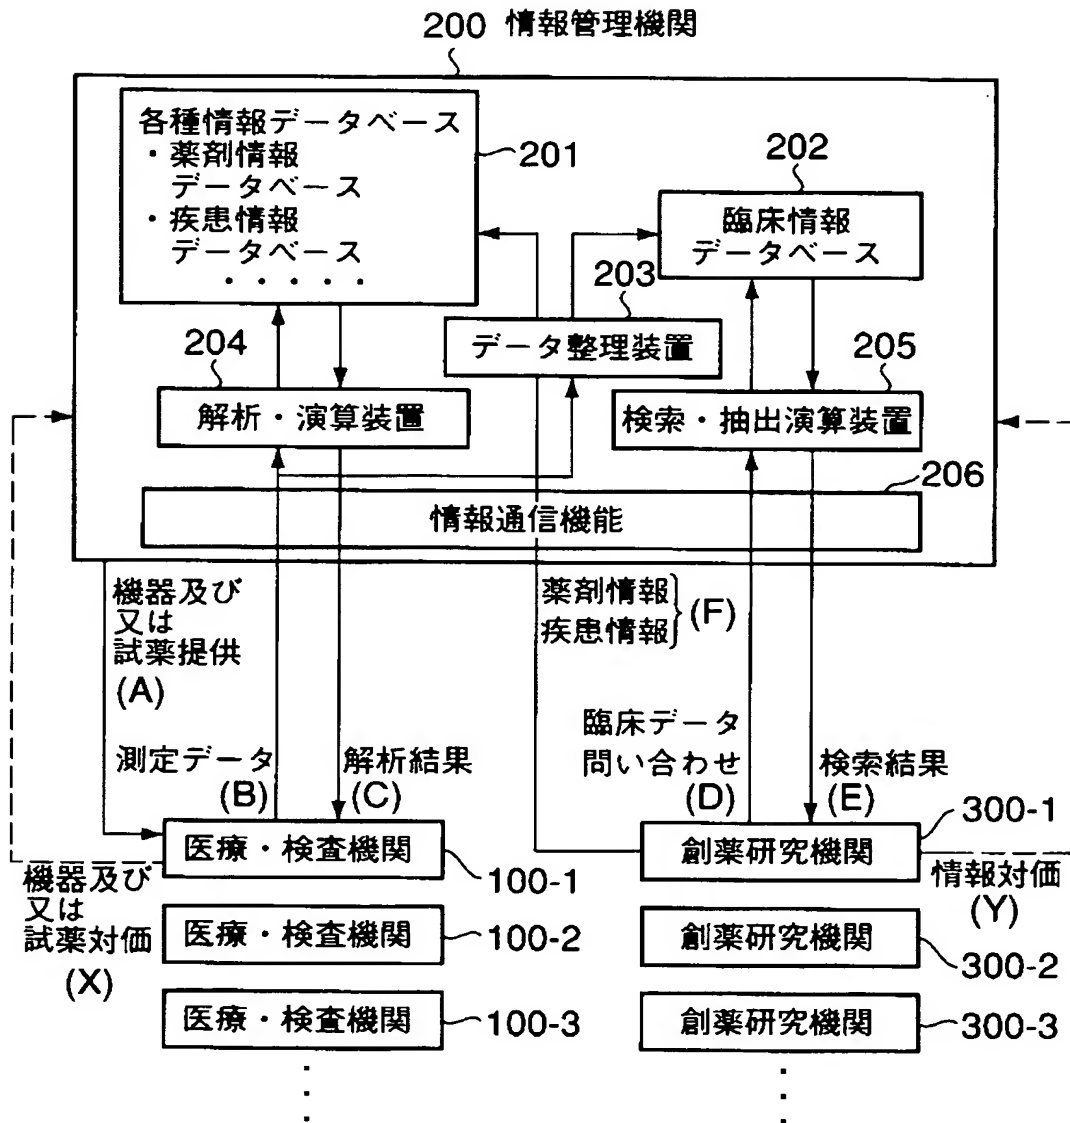 200 情報管理機関
各種情報データベース
・薬剤情報
データベース
・疾患情報
データベース
・・・・・
201
202
臨床情報
データベース
203
データ整理装置
204
解析・演算装置
205
検索・抽出演算装置
206
情報通信機能
機器及び
又は
試薬提供
(A)
薬剤情報
疾患情報
(F)
測定データ
(B)
解析結果
(C)
臨床データ
問い合わせ
(D)
検索結果
(E)
医療・検査機関
100-1
創薬研究機関
300-1
機器及び
又は
試薬対価
(X)
情報対価
(Y)
医療・検査機関
100-2
創薬研究機関
300-2
医療・検査機関
100-3
創薬研究機関
300-3